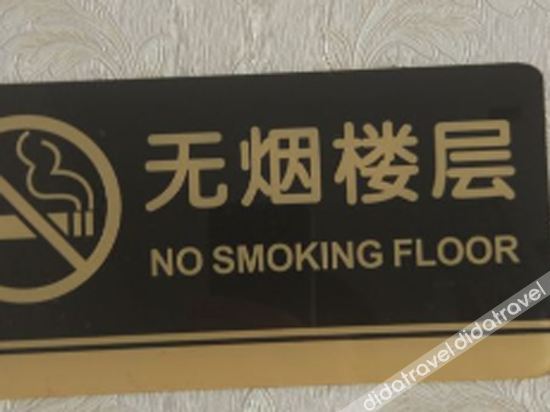 无烟楼层
NO SMOKING FLOOR
didatravel didatravel